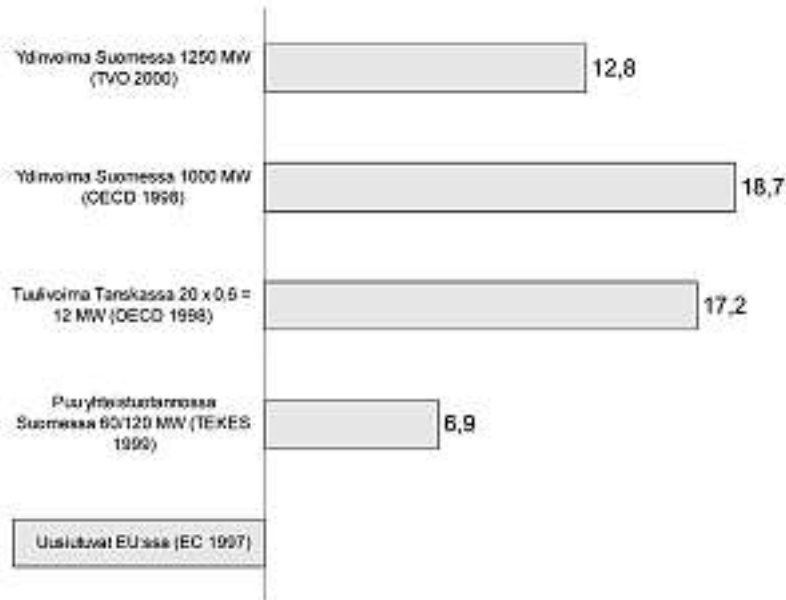 Ydinvoima Suomessa 1250 MW
(TVO 2000)
12,8
Ydinvoima Suomessa 1000 MW
(OECD 1998)
18,7
Tuulivoima Tanskassa 20 x 0,6 =
12 MW (OECD 1998)
17,2
Puu yhteistuotannossa
Suomessa 60/120 MW (TEKES
1999)
6,9
Uusiutuvat EU:ssa (EC 1997)